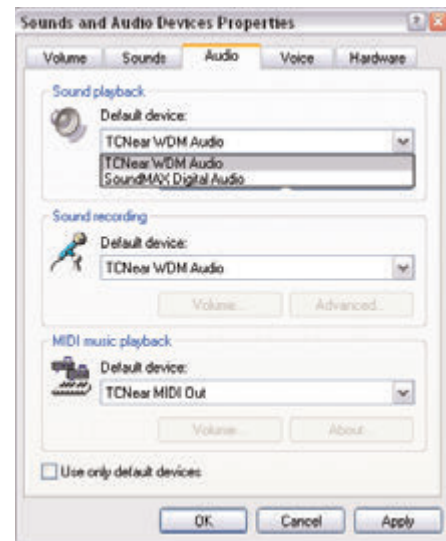 Sounds and Audio Devices Properties
Volume Sounds Audio Voice Hardware
Sound playback
Default device:
TCNear WDM Audio
TCNear WDM Audio
SoundMAX Digital Audio
Sound recording
Default device:
TCNear WDM Audio
Volume... Advanced...
MIDI music playback
Default device:
TCNear MIDI Out
Volume... About...
Use only default devices
OK Cancel Apply